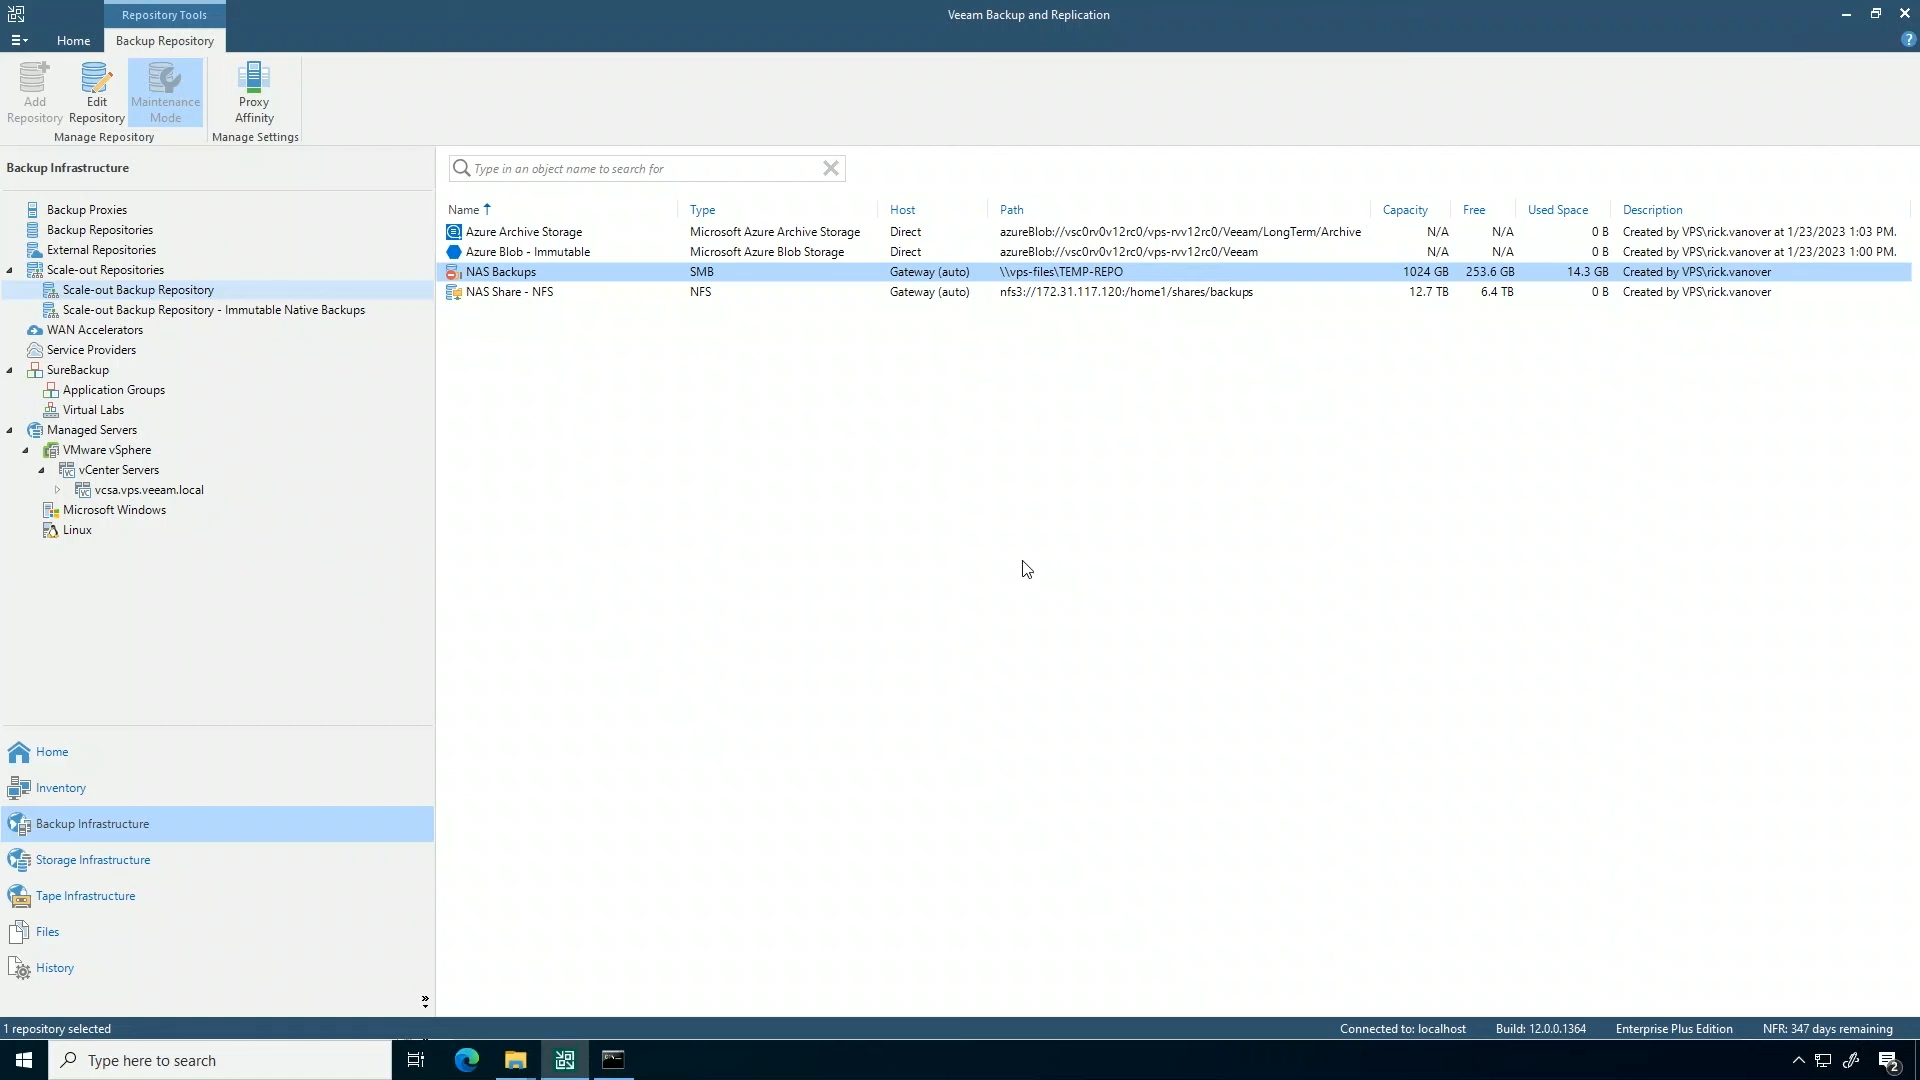 Repository Tools
Veeam Backup and Replication
Home
Backup Repository
Add Repository
Edit Repository
Maintenance Mode
Proxy Affinity
Manage Repository
Manage Settings
Backup Infrastructure
Backup Proxies
Backup Repositories
External Repositories
Scale-out Repositories
Scale-out Backup Repository
Scale-out Backup Repository - Immutable Native Backups
WAN Accelerators
Service Providers
SureBackup
Application Groups
Virtual Labs
Managed Servers
VMware vSphere
vCenter Servers
vcsa.vps.veeam.local
Microsoft Windows
Linux
Home
Inventory
Backup Infrastructure
Storage Infrastructure
Tape Infrastructure
Files
History
Type in an object name to search for
Name Type Host Path Capacity Free Used Space Description
Azure Archive Storage Microsoft Azure Archive Storage Direct azureBlob://vsc0rv0v12rc0/vps-rvv12rc0/Veeam/LongTerm/Archive N/A N/A 0 B Created by VPS\rick.vanover at 1/23/2023 1:03 PM.
Azure Blob - Immutable Microsoft Azure Blob Storage Direct azureBlob://vsc0rv0v12rc0/vps-rvv12rc0/Veeam N/A N/A 0 B Created by VPS\rick.vanover at 1/23/2023 1:00 PM.
NAS Backups SMB Gateway (auto) \\vps-files\TEMP-REPO 1024 GB 253.6 GB 14.3 GB Created by VPS\rick.vanover
NAS Share - NFS NFS Gateway (auto) nfs3://172.31.117.120:/home1/shares/backups 12.7 TB 6.4 TB 0 B Created by VPS\rick.vanover
1 repository selected
Connected to: localhost
Build: 12.0.0.1364
Enterprise Plus Edition
NFR: 347 days remaining
Type here to search
2